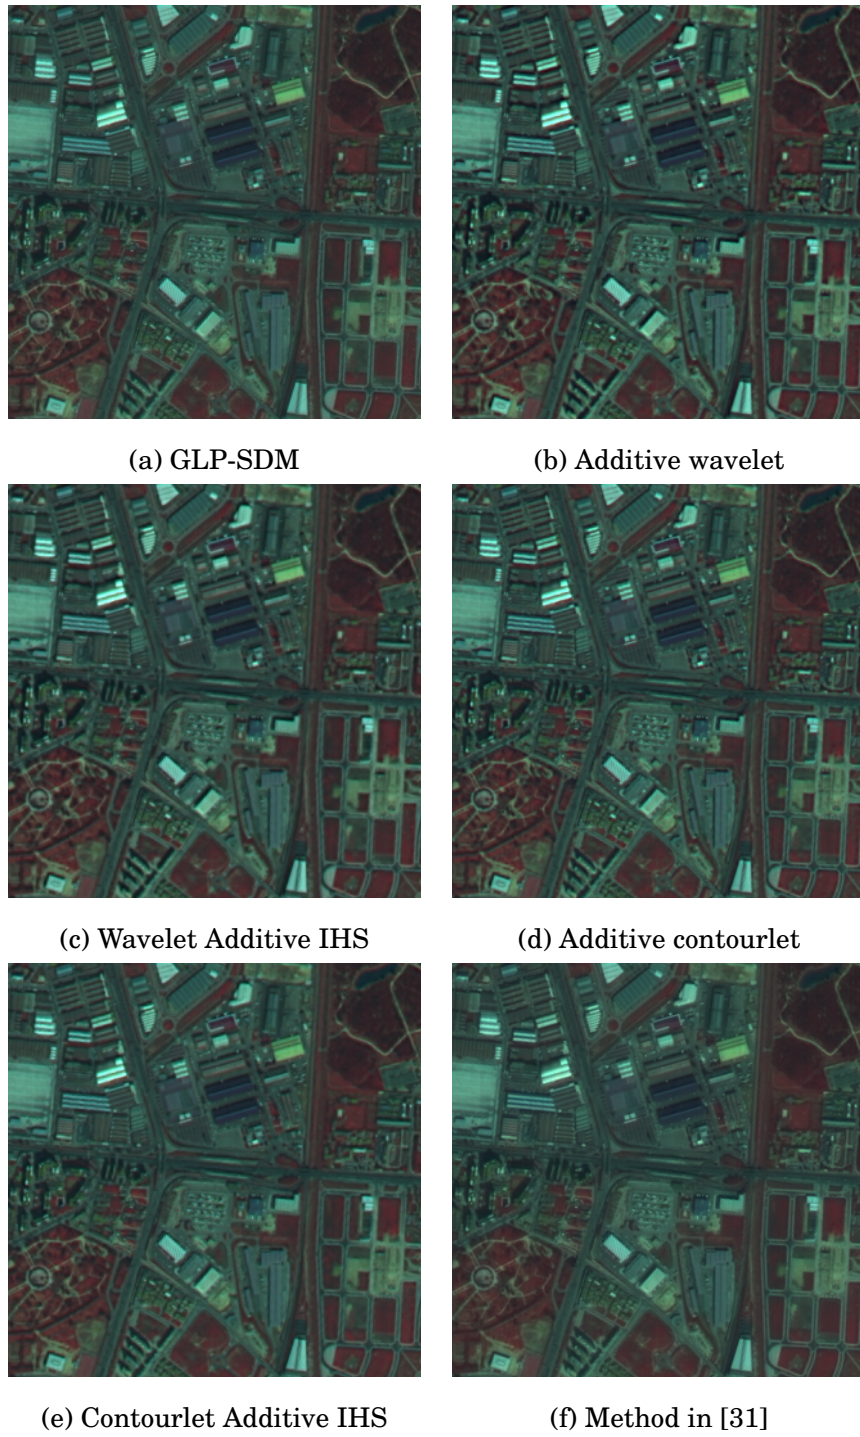 (a) GLP-SDM
(b) Additive wavelet
(c) Wavelet Additive IHS
(d) Additive contourlet
(e) Contourlet Additive IHS
(f) Method in [31]